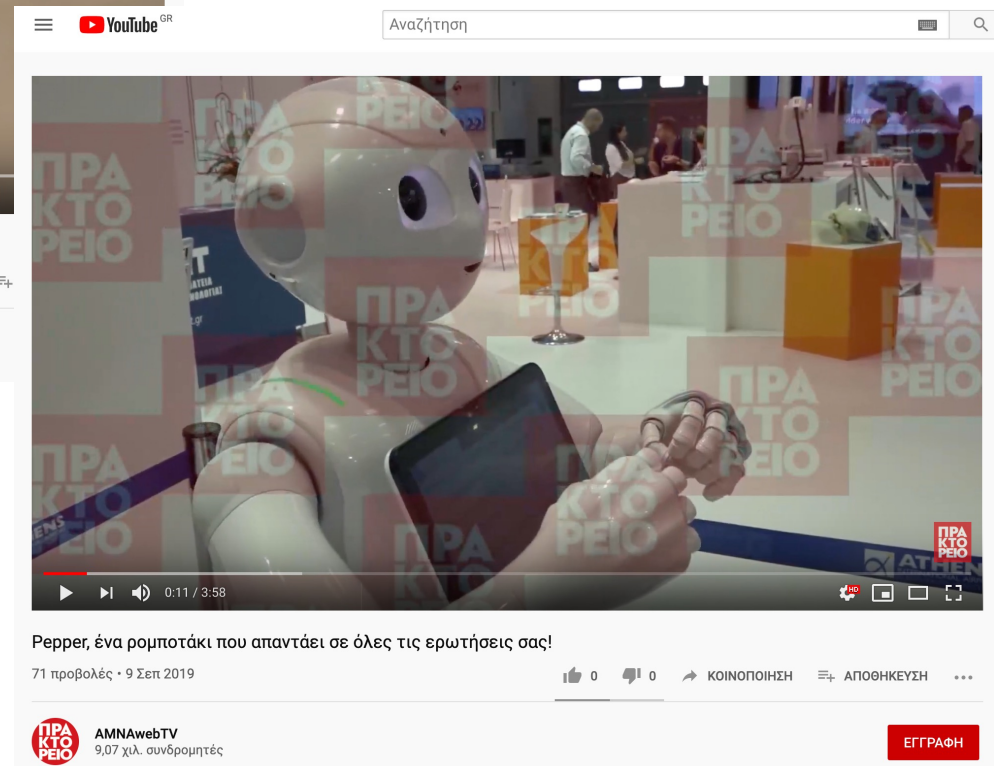 YouTube GR
Αναζήτηση
ΠΡΑ
ΚΤΟ
ΡΕΙΟ
ATHENS
0:11 / 3:58
HD
Pepper, ένα ρομποτάκι που απαντάει σε όλες τις ερωτήσεις σας!
71 προβολές • 9 Σεπ 2019
0
0
ΚΟΙΝΟΠΟΙΗΣΗ
ΑΠΟΘΗΚΕΥΣΗ
ΠΡΑ
ΚΤΟ
ΡΕΙΟ
AMNAwebTV
9,07 χιλ. συνδρομητές
ΕΓΓΡΑΦΗ